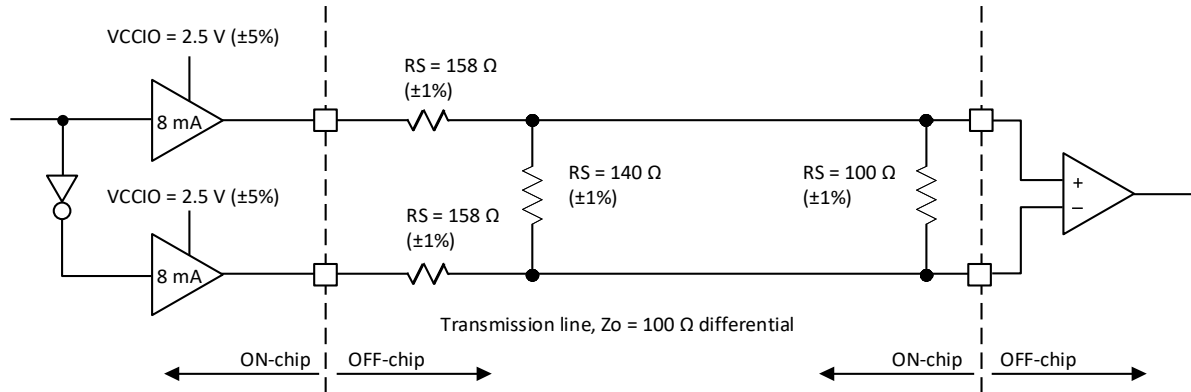 VCCIO = 2.5 V (±5%)
8 mA
RS = 158 Ω
(±1%)
RS = 140 Ω
(±1%)
RS = 100 Ω
(±1%)
+
−
VCCIO = 2.5 V (±5%)
8 mA
RS = 158 Ω
(±1%)
Transmission line, Zo = 100 Ω differential
ON-chip OFF-chip
ON-chip OFF-chip